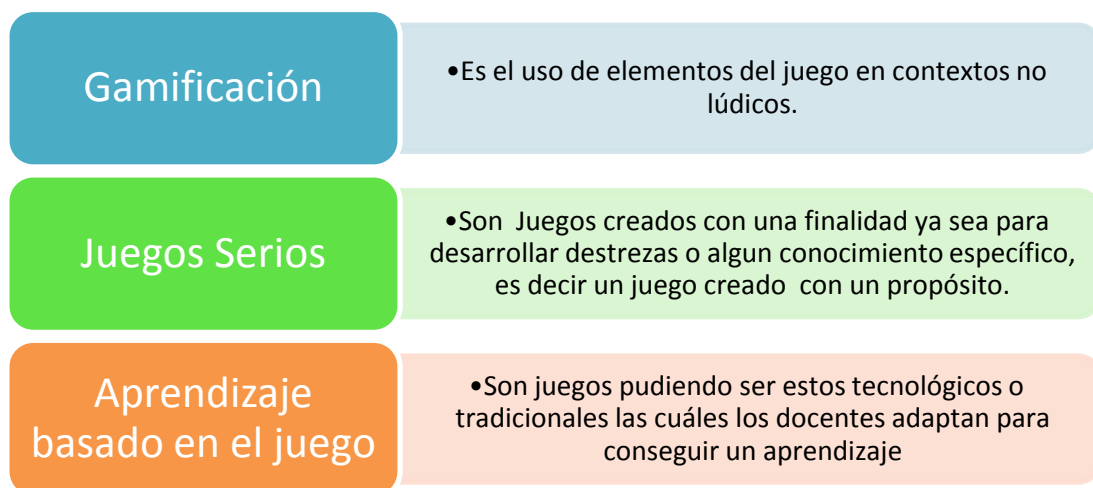 Gamificación
•Es el uso de elementos del juego en contextos no
lúdicos.
Juegos Serios
•Son  Juegos creados con una finalidad ya sea para
desarrollar destrezas o algun conocimiento específico,
es decir un juego creado  con un propósito.
Aprendizaje
basado en el juego
•Son juegos pudiendo ser estos tecnológicos o
tradicionales las cuáles los docentes adaptan para
conseguir un aprendizaje